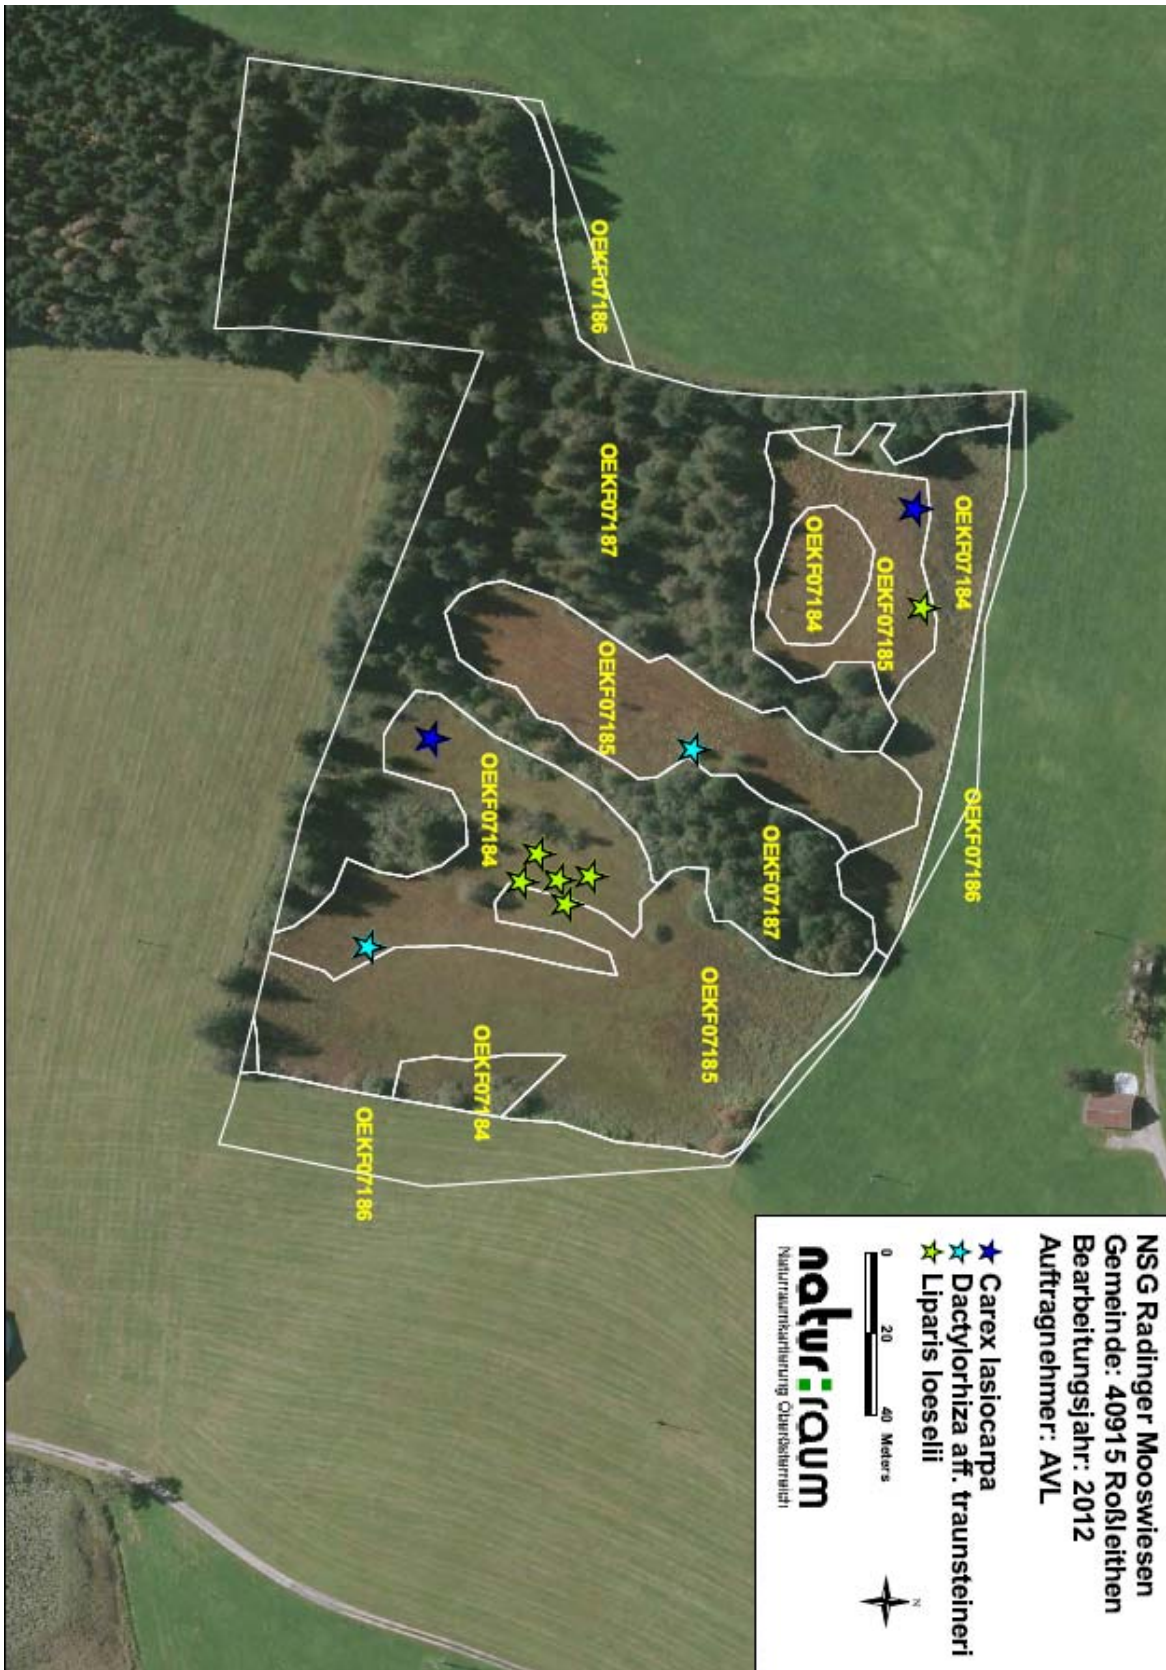 NSG Radinger Mooswiesen
Gemeinde: 40915 Roßleithen
Bearbeitungsjahr: 2012
Auftragnehmer: AVL
Carex lasiocarpa
Dactylorhiza aff. traunsteineri
Liparis loeselii
0 20 40 Meters
natur:raum
Naturraumkartierung Oberösterreich
N
OEKF07186
OEKF07187
OEKF07184
OEKF07185
OEKF07184
OEKF07185
OEKF07184
OEKF07186
OEKF07187
OEKF07185
OEKF07184
OEKF07186